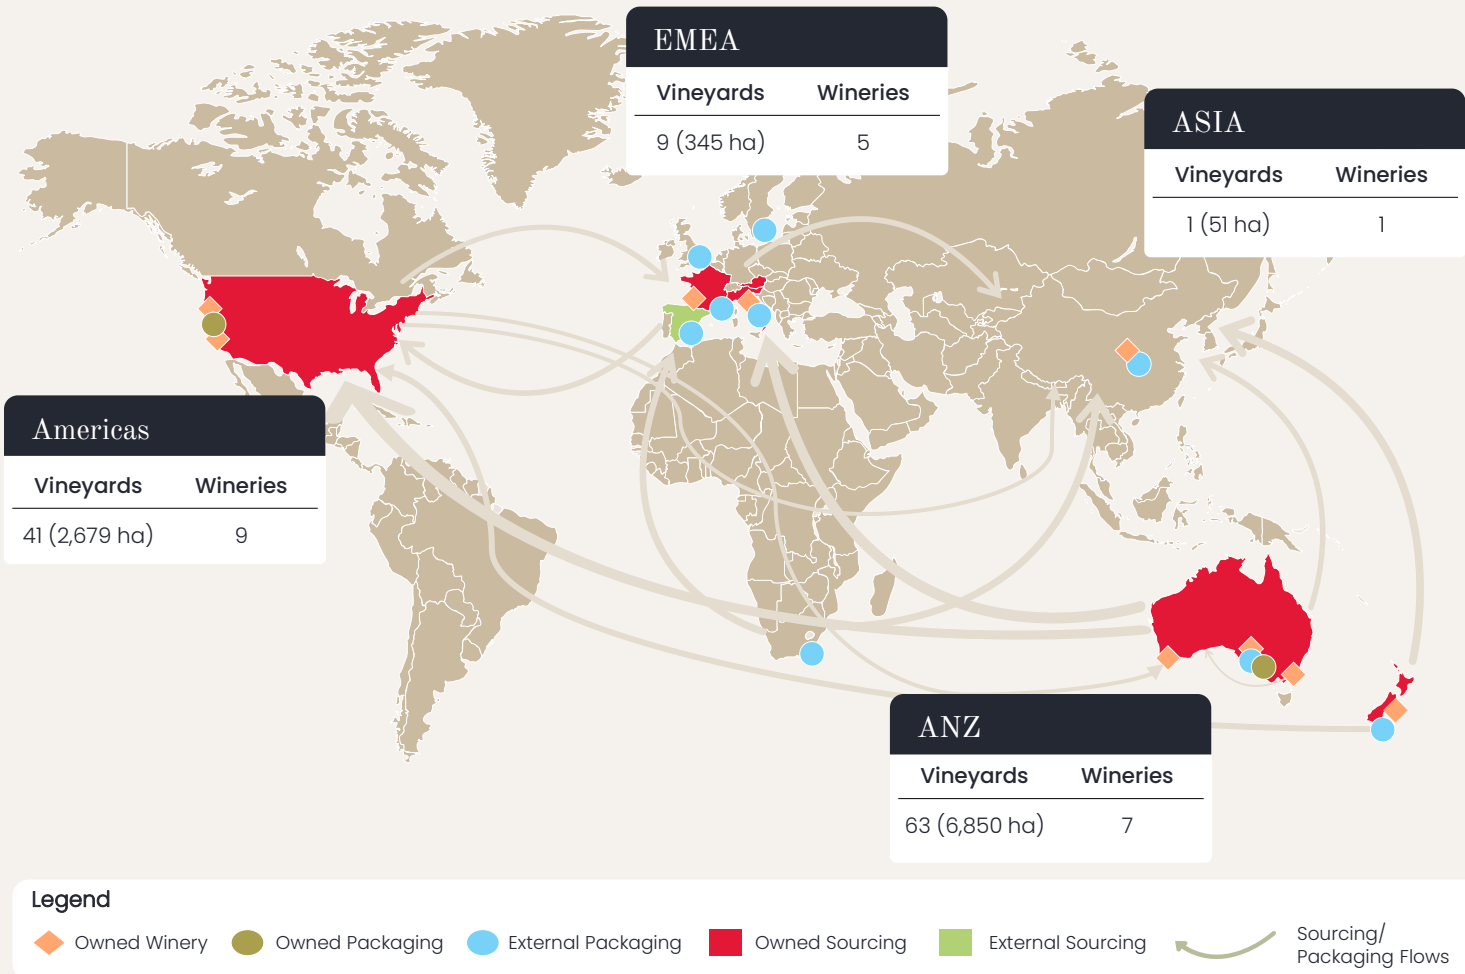 EMEA
Vineyards Wineries
9 (345 ha) 5
ASIA
Vineyards Wineries
1 (51 ha) 1
Americas
Vineyards Wineries
41 (2,679 ha) 9
ANZ
Vineyards Wineries
63 (6,850 ha) 7
Legend
Owned Winery Owned Packaging External Packaging Owned Sourcing External Sourcing Sourcing/
Packaging Flows